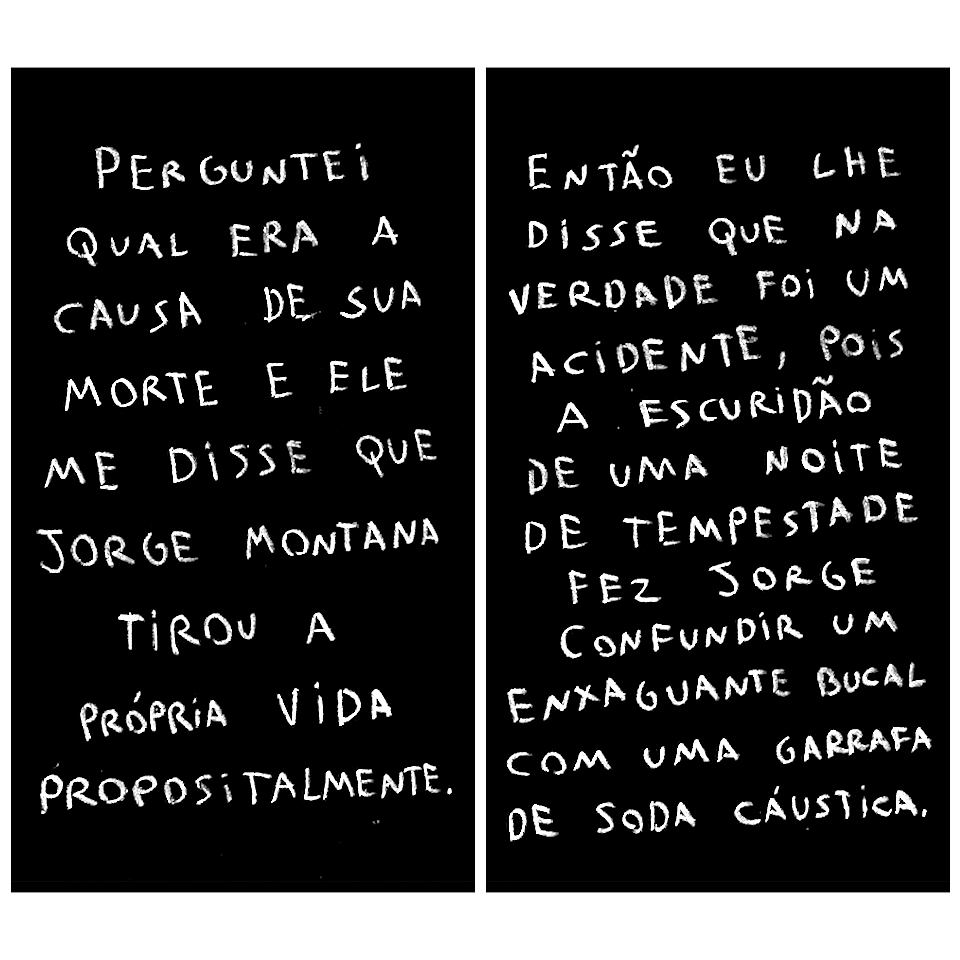 PERGUNTEi
QUAL ERA A
CAUSA DE SUA
MORTE E ELE
ME DiSSE QUE
JORGE MONTANA
TiROU A
PRÓPRiA ViDA
PROPOSiTALMENTE.
ENTÃO EU LHE
DiSSE QUE NA
VERDADE FOi UM
ACiDENTE, POiS
A ESCURiDÃO
DE UMA NOiTE
DE TEMPESTADE
FEZ JORGE
CONFUNDiR UM
ENXAGUANTE BUCAL
COM UMA GARRAFA
DE SODA CÁUSTiCA.